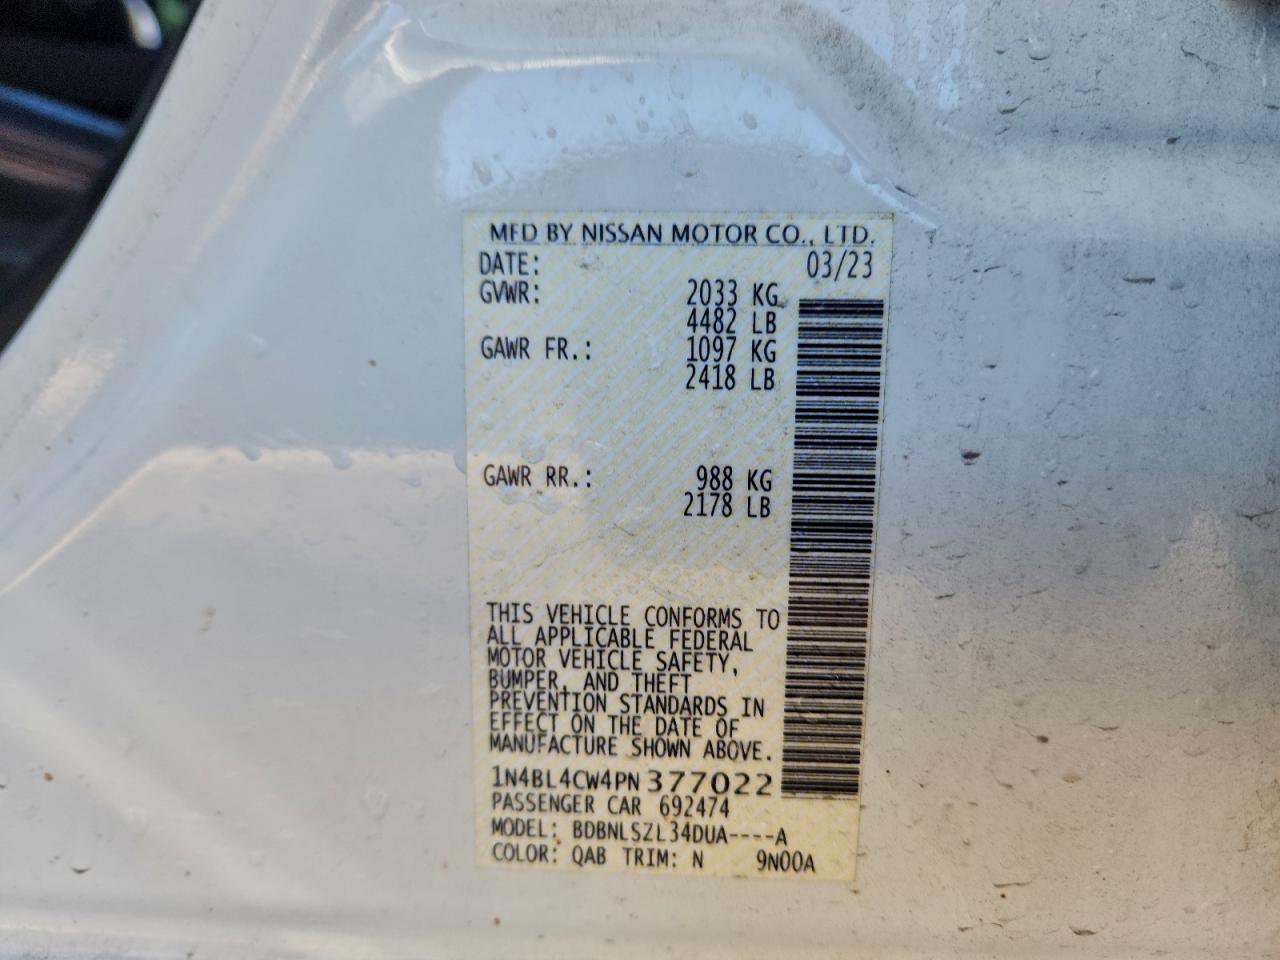 MFD BY NISSAN MOTOR CO., LTD.
DATE: 03/23
GVWR: 2033 KG
4482 LB
GAWR FR.: 1097 KG
2418 LB
GAWR RR.: 988 KG
2178 LB
THIS VEHICLE CONFORMS TO
ALL APPLICABLE FEDERAL
MOTOR VEHICLE SAFETY,
BUMPER, AND THEFT
PREVENTION STANDARDS IN
EFFECT ON THE DATE OF
MANUFACTURE SHOWN ABOVE.
1N4BL4CW4PN377022
PASSENGER CAR 692474
MODEL: BDBNLSZL34DUA----A
COLOR: QAB TRIM: N 9N00A